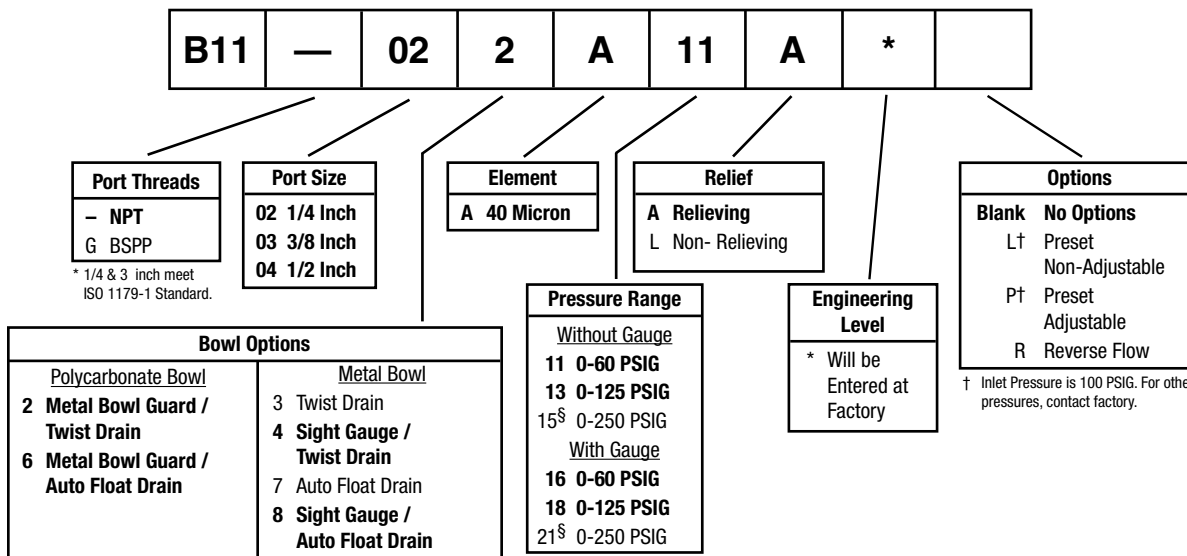 B11 — 02 2 A 11 A *
Port Threads
– NPT
G BSPP
* 1/4 & 3 inch meet
ISO 1179-1 Standard.
Port Size
02 1/4 Inch
03 3/8 Inch
04 1/2 Inch
Element
A 40 Micron
Relief
A Relieving
L Non- Relieving
Options
Blank No Options
L† Preset
Non-Adjustable
P† Preset
Adjustable
R Reverse Flow
† Inlet Pressure is 100 PSIG. For othe
pressures, contact factory.
Bowl Options
Polycarbonate Bowl
2 Metal Bowl Guard /
Twist Drain
6 Metal Bowl Guard /
Auto Float Drain
Metal Bowl
3 Twist Drain
4 Sight Gauge /
Twist Drain
7 Auto Float Drain
8 Sight Gauge /
Auto Float Drain
Pressure Range
Without Gauge
11 0-60 PSIG
13 0-125 PSIG
15§ 0-250 PSIG
With Gauge
16 0-60 PSIG
18 0-125 PSIG
21§ 0-250 PSIG
Engineering
Level
* Will be
Entered at
Factory